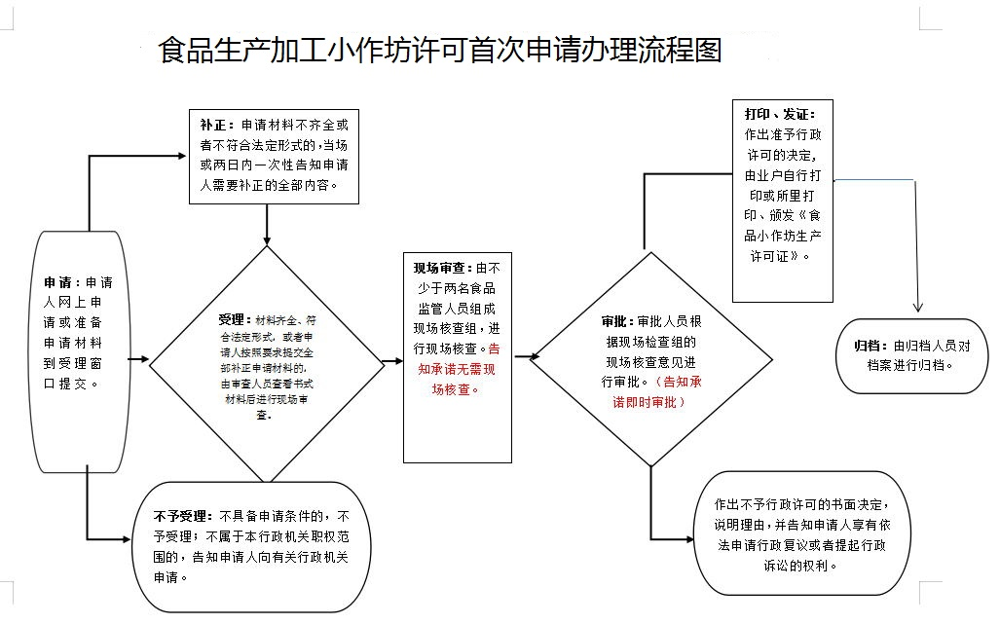 食品生产加工小作坊许可首次申请办理流程图
补正：申请材料不齐全或
者不符合法定形式的,当场
或两日内一次性告知申请
人需要补正的全部内容。
申请：申请
人网上申
请或准备
申请材料
到受理窗
口提交。
受理：材料齐全、符
合法定形式，或者申
请人按照要求提交全
部补正申请材料的，
由审查人员查看书式
材料后进行现场审
查。
不予受理：不具备申请条件的，不
予受理；不属于本行政机关职权范
围的，告知申请人向有关行政机关
申请。
现场审查：由不
少于两名食品
监管人员组成
现场核查组，进
行现场核查。告
知承诺无需现
场核查。
审批：审批人员根
据现场检查组的
现场核查意见进
行审批。（告知承
诺即时审批）
打印、发证：
作出准予行政
许可的决定,
由业户自行打
印或所里打
印、颁发《食
品小作坊生产
许可证》。
归档：由归档人员对
档案进行归档。
作出不予行政许可的书面决定，
说明理由，并告知申请人享有依
法申请行政复议或者提起行政
诉讼的权利。